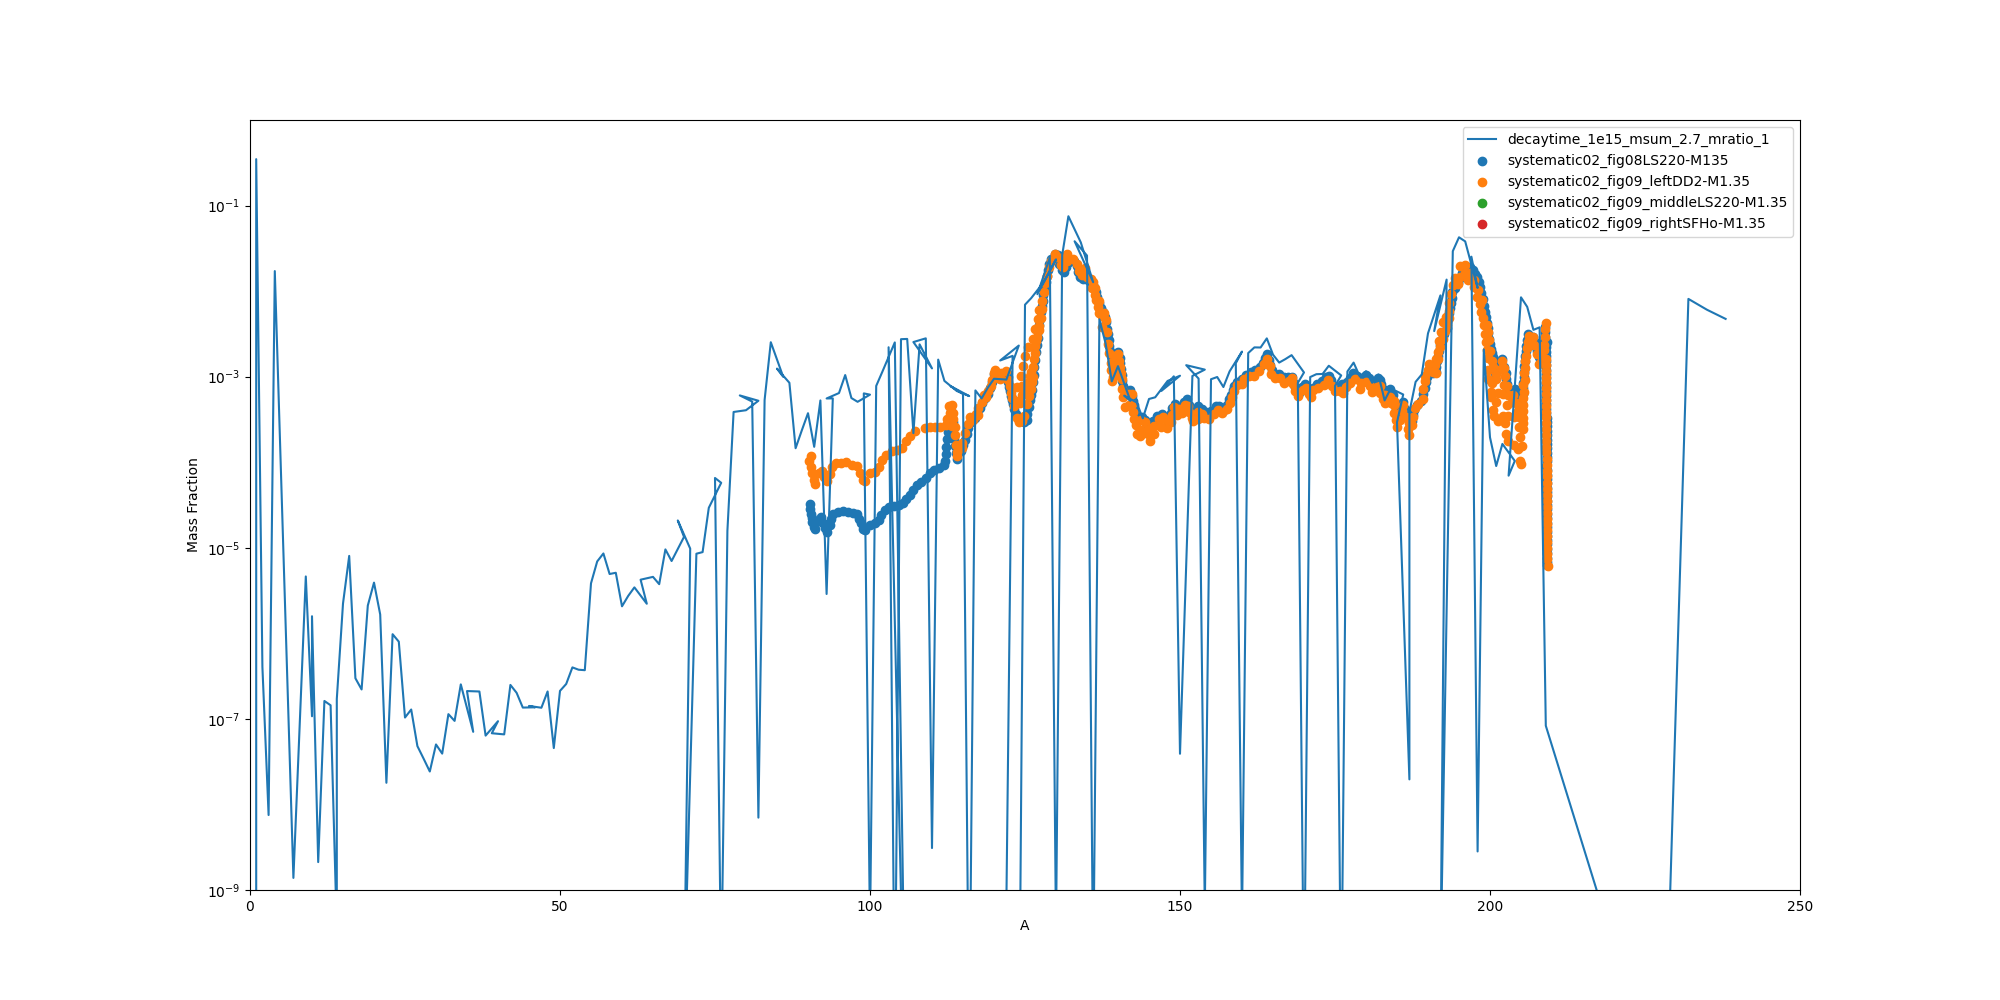 decaytime_1e15_msum_2.7_mratio_1
systematic02_fig08LS220-M135
systematic02_fig09_leftDD2-M1.35
systematic02_fig09_middleLS220-M1.35
systematic02_fig09_rightSFHo-M1.35
Mass Fraction
10⁻¹
10⁻³
10⁻⁵
10⁻⁷
10⁻⁹
0 50 100 150 200 250
A